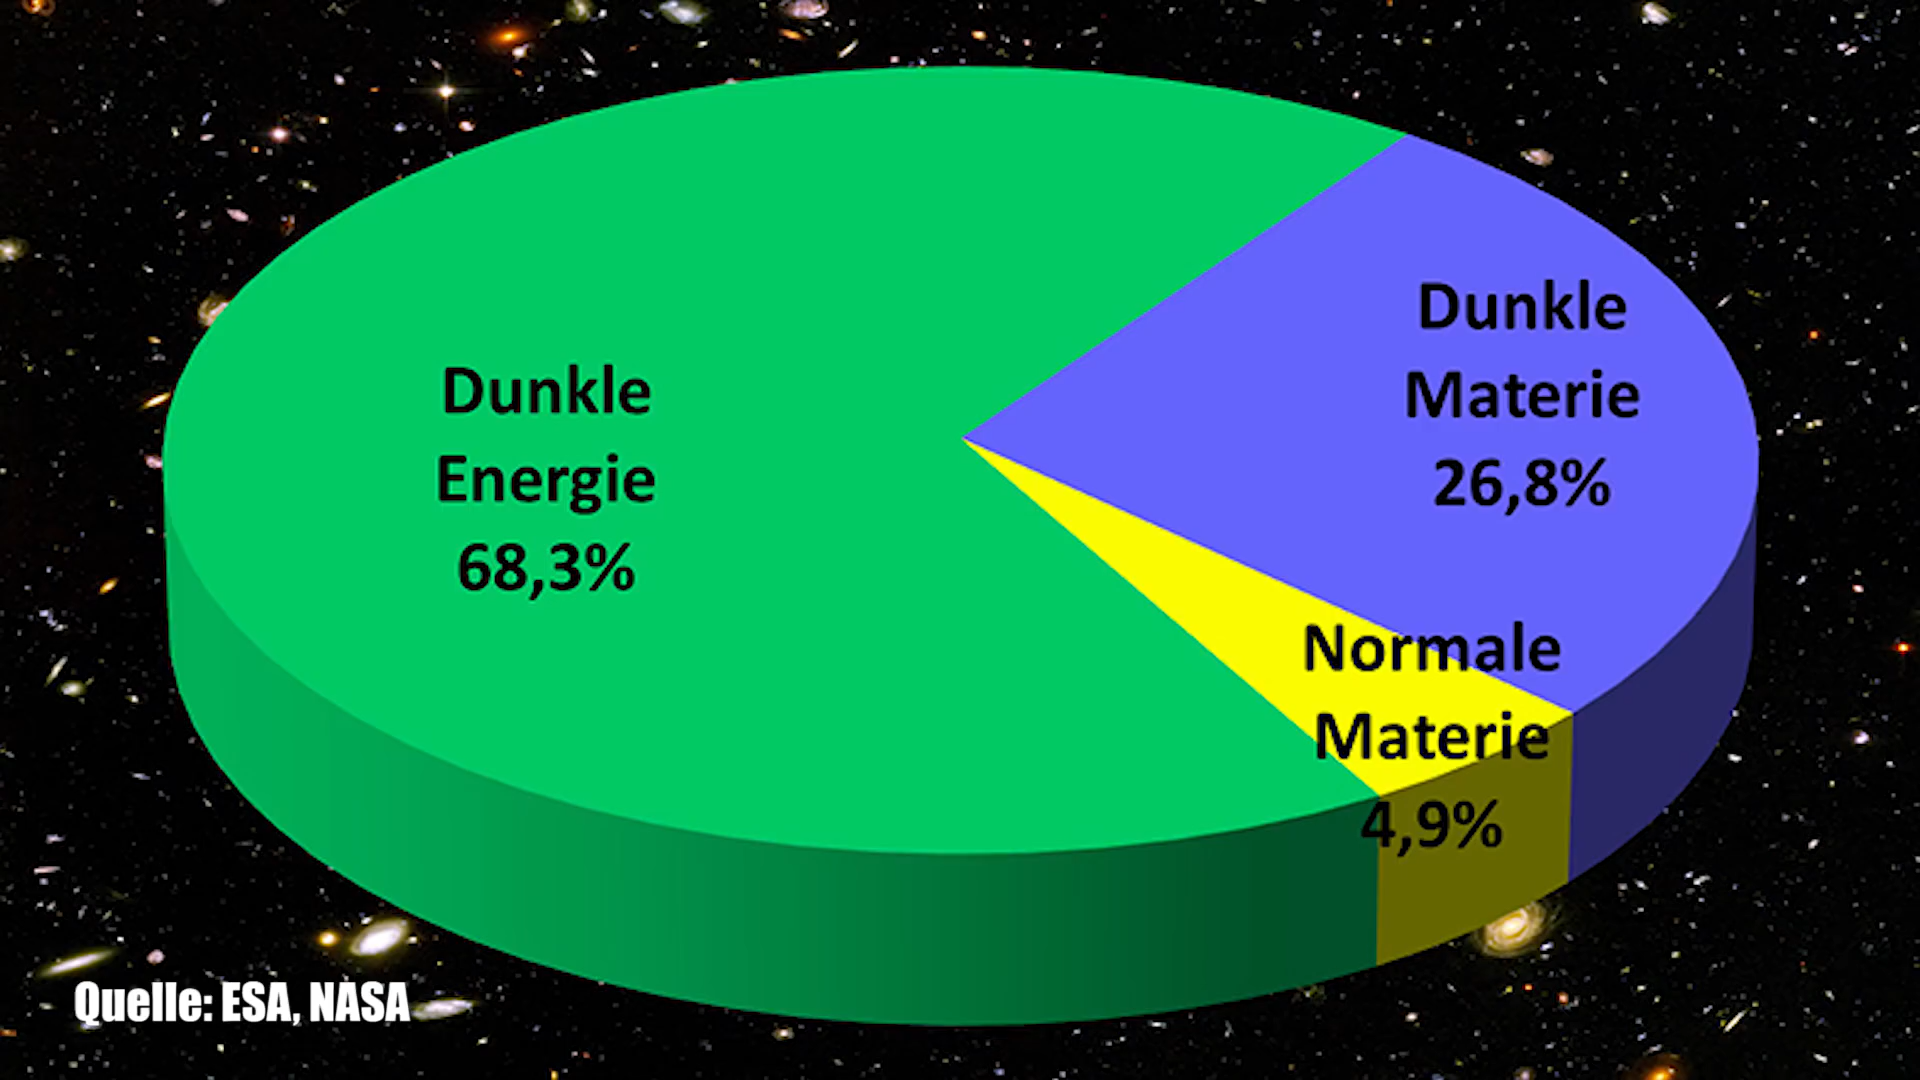 Dunkle
Energie
68,3%
Dunkle
Materie
26,8%
Normale
Materie
4,9%
Quelle: ESA, NASA